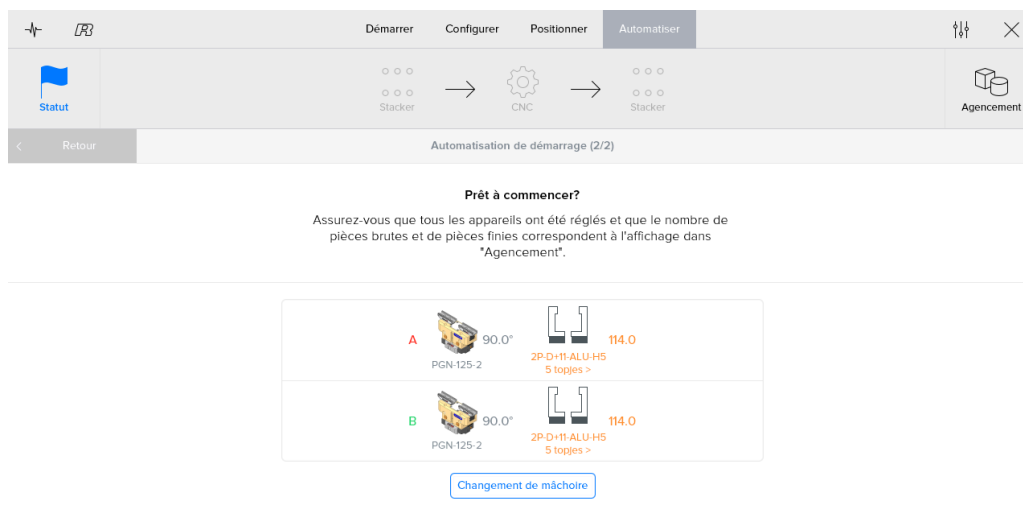 Démarrer Configurer Positionner Automatiser
Statut Stacker CNC Stacker Agencement
Retour Automatisation de démarrage (2/2)
Prêt à commencer?
Assurez-vous que tous les appareils ont été réglés et que le nombre de
pièces brutes et de pièces finies correspondent à l'affichage dans
"Agencement".
A 90.0° 114.0
PGN-125-2 2P-D+11-ALU-H5
5 topjes >
B 90.0° 114.0
PGN-125-2 2P-D+11-ALU-H5
5 topjes >
Changement de mâchoire